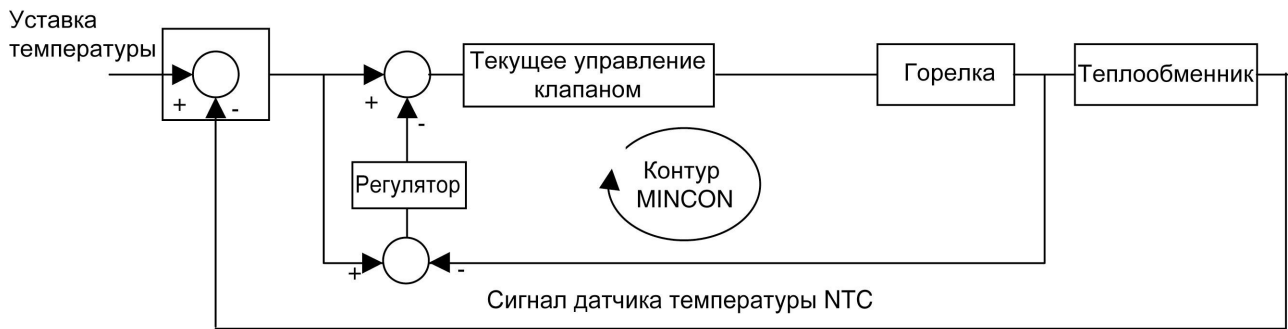 Уставка
температуры
Текущее управление
клапаном
Горелка
Теплообменник
+
-
+
-
Регулятор
Контур
MINCON
+
-
Сигнал датчика температуры NTC